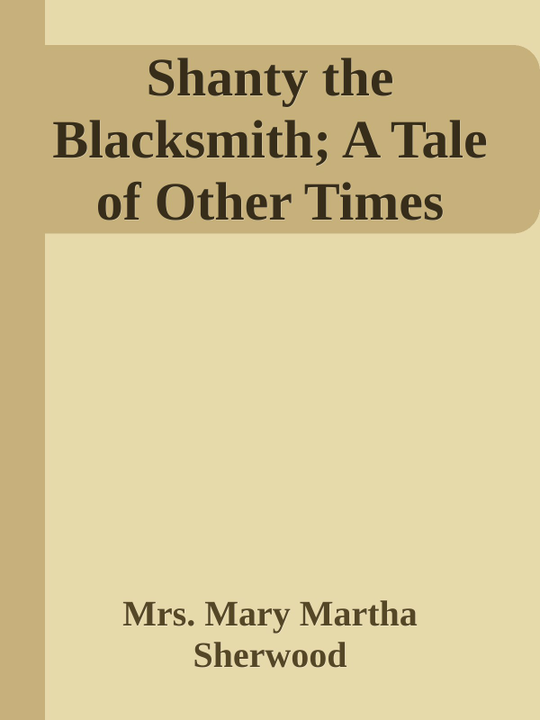 Shanty the
Blacksmith; A Tale
of Other Times
Mrs. Mary Martha
Sherwood